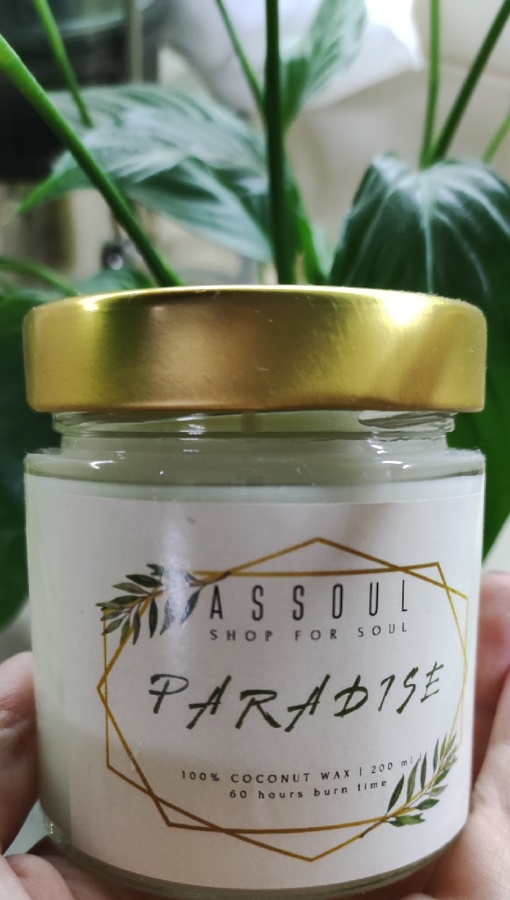 ASSOUL
SHOP FOR SOUL
PARADISE
100% COCONUT WAX | 200 ml
60 hours burn time